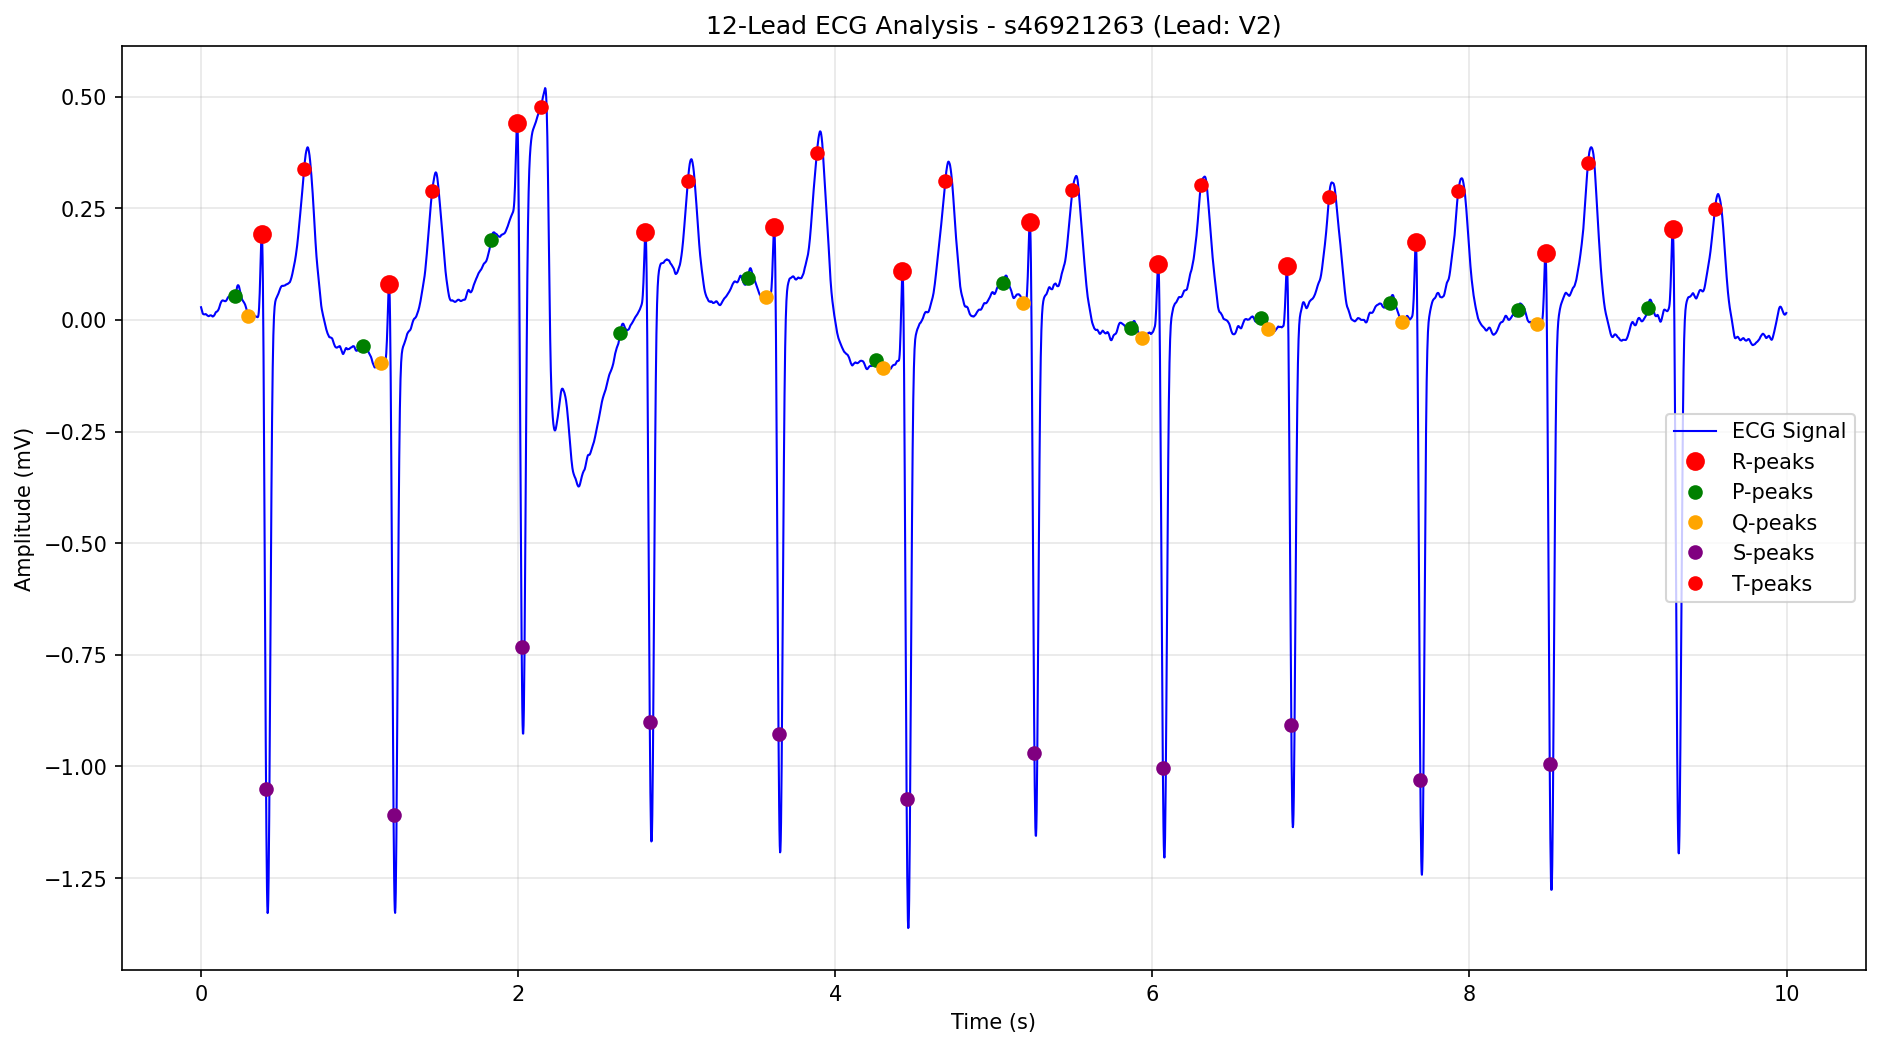 12-Lead ECG Analysis - s46921263 (Lead: V2)
0.50
0.25
0.00
−0.25
−0.50
−0.75
−1.00
−1.25
Amplitude (mV)
ECG Signal
R-peaks
P-peaks
Q-peaks
S-peaks
T-peaks
0 2 4 6 8 10
Time (s)